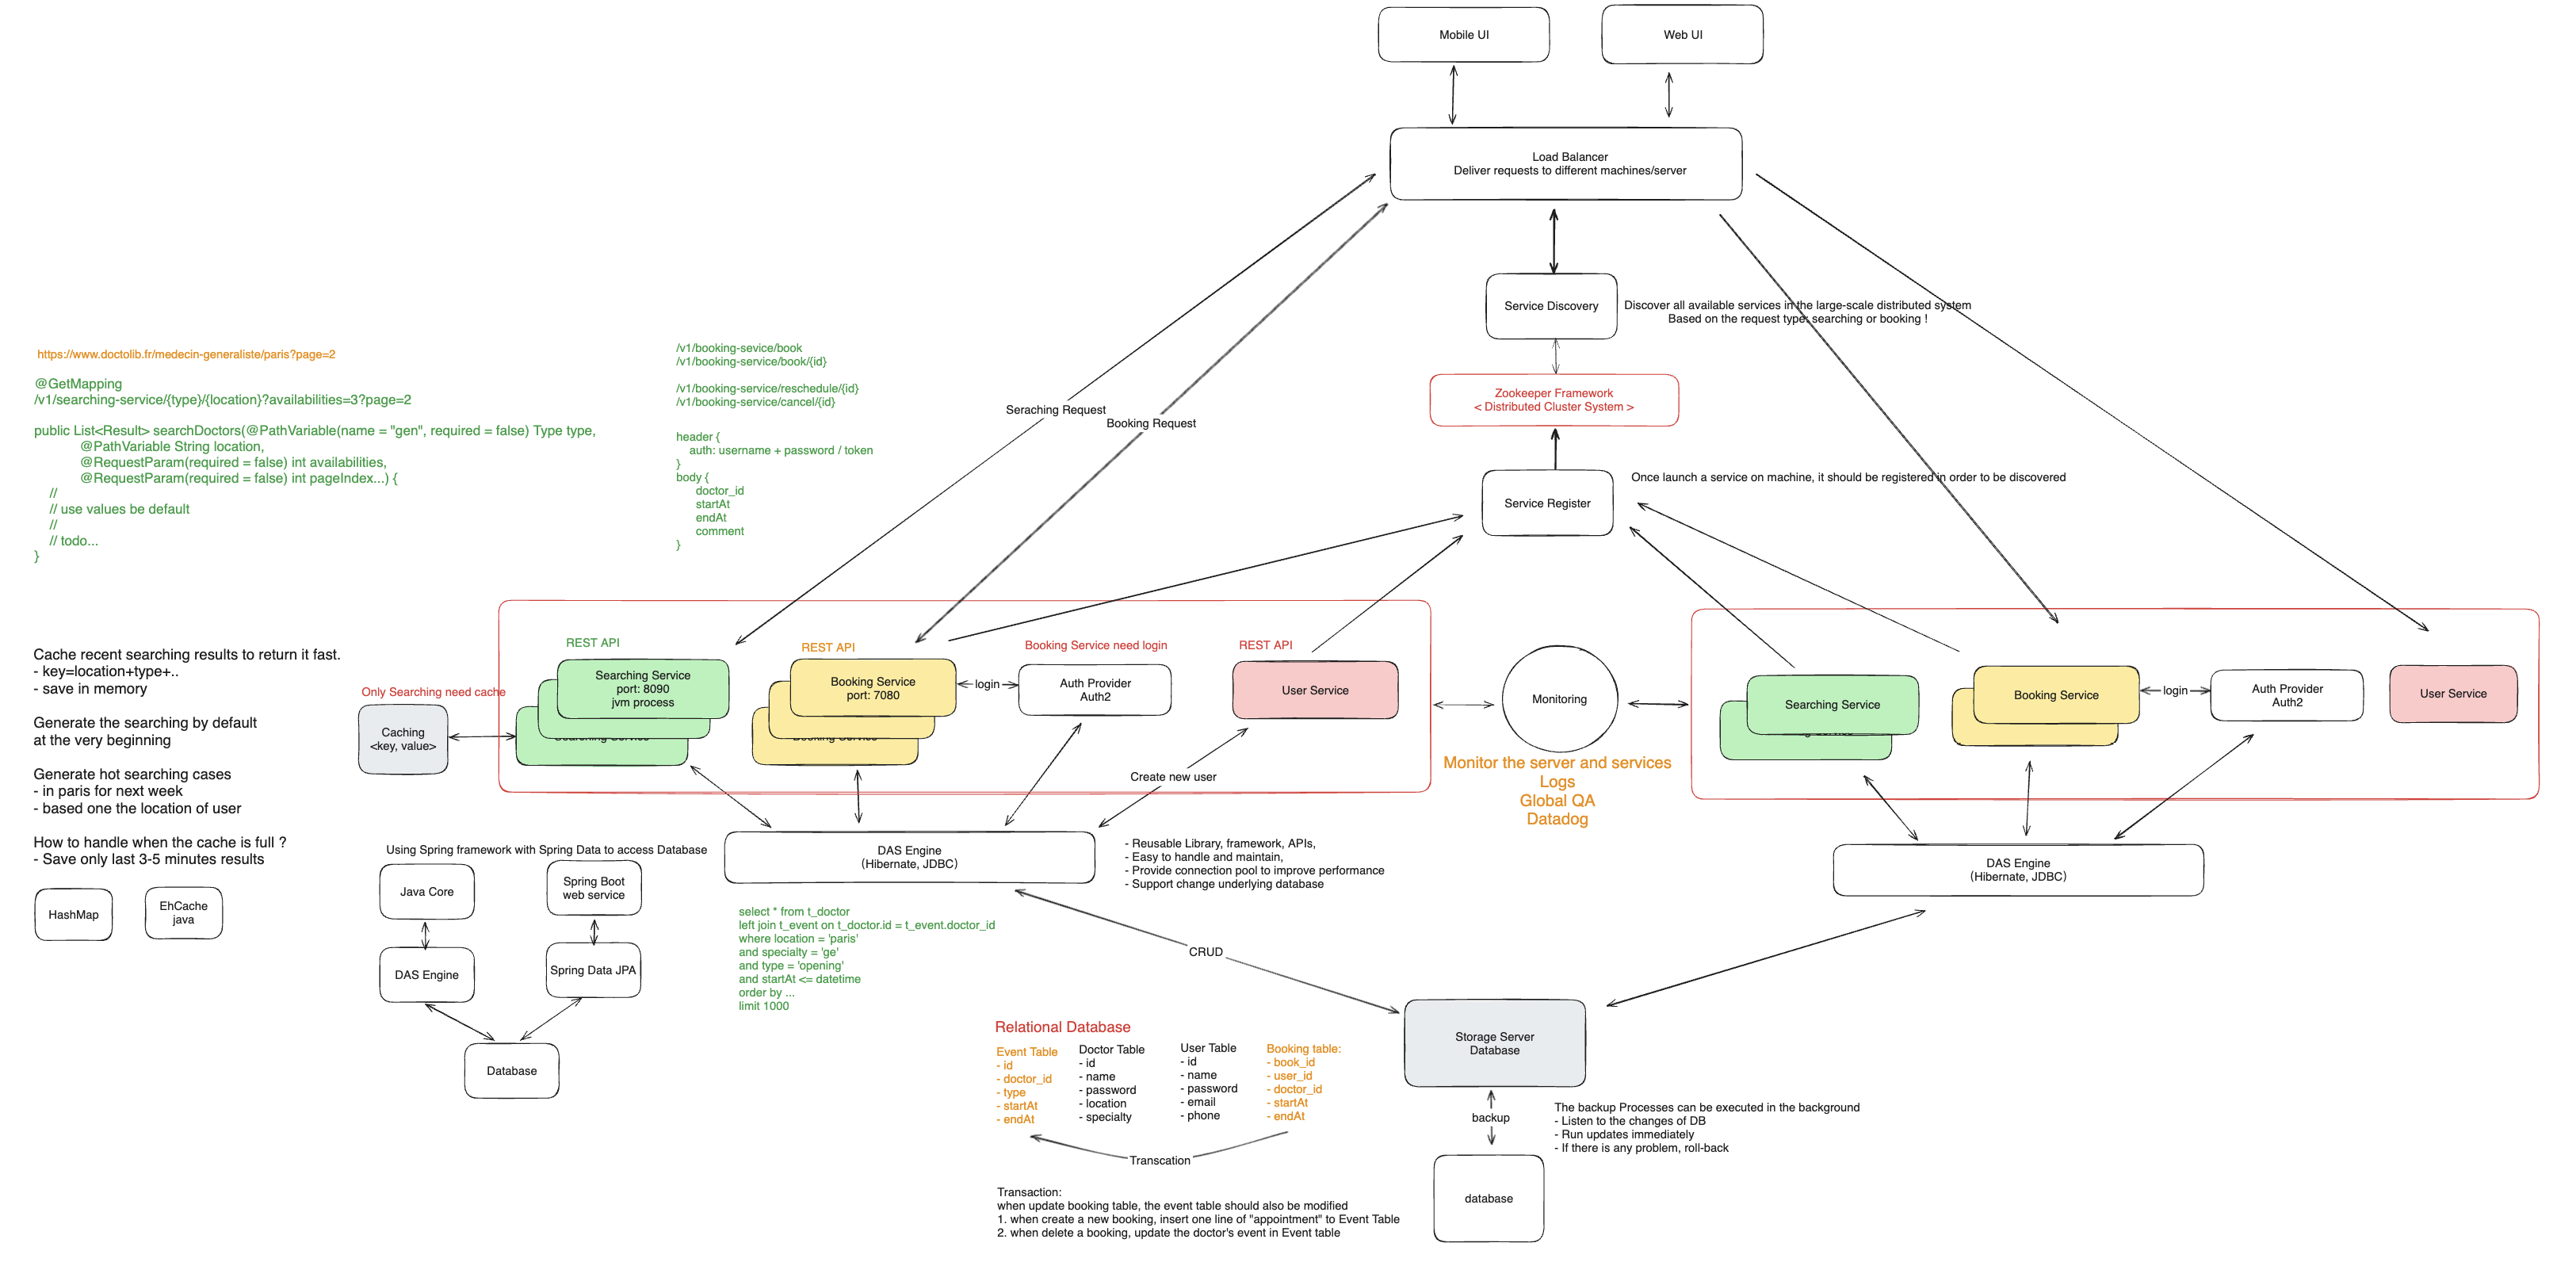 Mobile UI
Web UI
Load Balancer
Deliver requests to different machines/server
Service Discovery
Discover all available services in the large-scale distributed system
Based on the request type: searching or booking !
Zookeeper Framework
< Distributed Cluster System >
Service Register
Once launch a service on machine, it should be registered in order to be discovered
https://www.doctolib.fr/medecin-generaliste/paris?page=2
@GetMapping
/v1/searching-service/{type}/{location}?availabilities=3?page=2
public List<Result> searchDoctors(@PathVariable(name = "gen", required = false) Type type,
@PathVariable String location,
@RequestParam(required = false) int availabilities,
@RequestParam(required = false) int pageIndex...) {
//
// use values be default
//
// todo...
}
/v1/booking-sevice/book
/v1/booking-service/book/{id}
/v1/booking-service/reschedule/{id}
/v1/booking-service/cancel/{id}
header {
auth: username + password / token
}
body {
doctor_id
startAt
endAt
comment
}
Seraching Request
Booking Request
Cache recent searching results to return it fast.
- key=location+type+..
- save in memory
Generate the searching by default
at the very beginning
Generate hot searching cases
- in paris for next week
- based one the location of user
How to handle when the cache is full ?
- Save only last 3-5 minutes results
HashMap
EhCache
java
Only Searching need cache
Caching
<key, value>
REST API
Searching Service
port: 8090
jvm process
Searching Service
REST API
Booking Service
port: 7080
Booking Service
login
Booking Service need login
Auth Provider
Auth2
REST API
User Service
Create new user
Monitoring
Monitor the server and services
Logs
Global QA
Datadog
Searching Service
Booking Service
login
Auth Provider
Auth2
User Service
Using Spring framework with Spring Data to access Database
Java Core
Spring Boot
web service
DAS Engine
Spring Data JPA
Database
DAS Engine
(Hibernate, JDBC)
- Reusable Library, framework, APIs,
- Easy to handle and maintain,
- Provide connection pool to improve performance
- Support change underlying database
DAS Engine
(Hibernate, JDBC)
select * from t_doctor
left join t_event on t_doctor.id = t_event.doctor_id
where location = 'paris'
and specialty = 'ge'
and type = 'opening'
and startAt <= datetime
order by ...
limit 1000
CRUD
Storage Server
Database
Relational Database
Event Table
- id
- doctor_id
- type
- startAt
- endAt
Doctor Table
- id
- name
- password
- location
- specialty
User Table
- id
- name
- password
- email
- phone
Booking table:
- book_id
- user_id
- doctor_id
- startAt
- endAt
Transcation
Transaction:
when update booking table, the event table should also be modified
1. when create a new booking, insert one line of "appointment" to Event Table
2. when delete a booking, update the doctor's event in Event table
backup
The backup Processes can be executed in the background
- Listen to the changes of DB
- Run updates immediately
- If there is any problem, roll-back
database